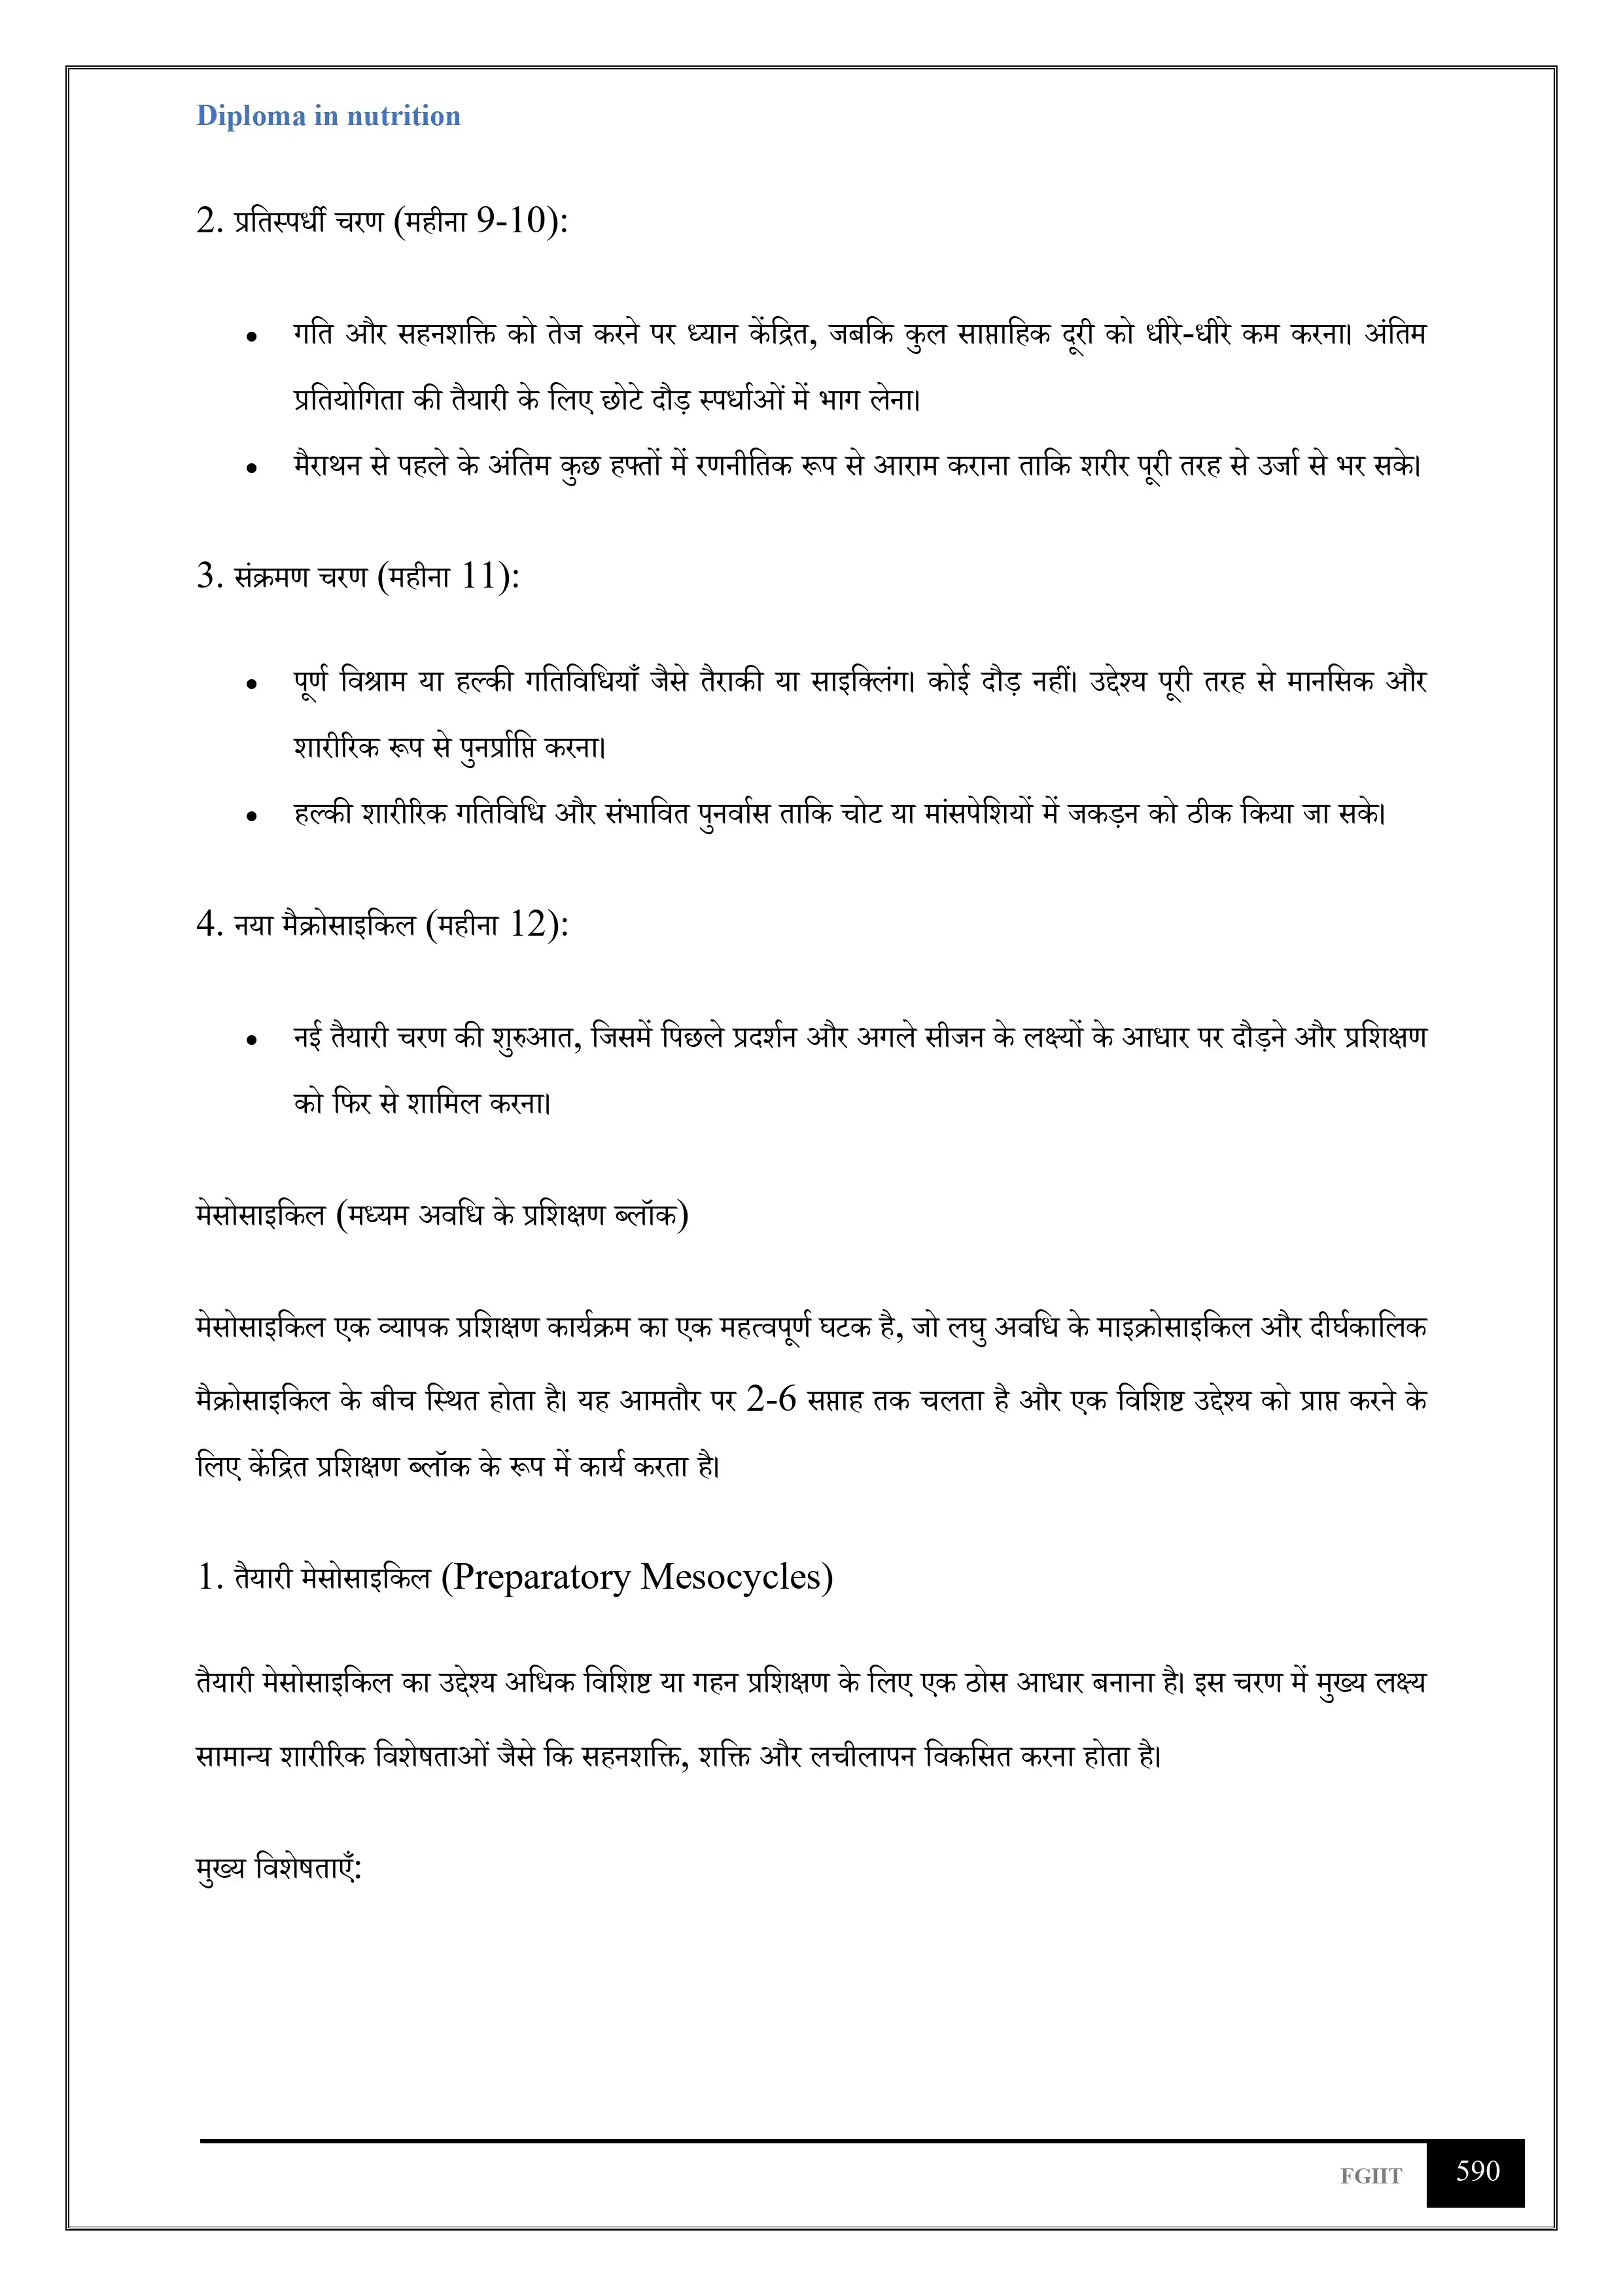 Diploma in nutrition
2. प्रतिस्पर्धी चरण (महीना 9-10):
• गति और सहनशक्ति को तेज करने पर ध्यान केंद्रित, जबकि कुल साप्ताहिक दूरी को धीरे-धीरे कम करना। अंतिम
प्रतियोगिता की तैयारी के लिए छोटे दौड़ स्पर्धाओं में भाग लेना।
• मैराथन से पहले के अंतिम कुछ हफ्तों में रणनीतिक रूप से आराम कराना ताकि शरीर पूरी तरह से उर्जा से भर सके।
3. संक्रमण चरण (महीना 11):
• पूर्ण विश्राम या हल्की गतिविधियाँ जैसे तैराकी या साइक्लिंग। कोई दौड़ नहीं। उद्देश्य पूरी तरह से मानसिक और
शारीरिक रूप से पुनर्प्राप्ति करना।
• हल्की शारीरिक गतिविधि और संभावित पुनर्वास ताकि चोट या मांसपेशियों में जकड़न को ठीक किया जा सके।
4. नया मैक्रोसाइकिल (महीना 12):
• नई तैयारी चरण की शुरुआत, जिसमें पिछले प्रदर्शन और अगले सीजन के लक्ष्यों के आधार पर दौड़ने और प्रशिक्षण
को फिर से शामिल करना।
मेसोसाइकिल (मध्यम अवधि के प्रशिक्षण ब्लॉक)
मेसोसाइकिल एक व्यापक प्रशिक्षण कार्यक्रम का एक महत्वपूर्ण घटक है, जो लघु अवधि के माइक्रोसाइकिल और दीर्घकालिक
मैक्रोसाइकिल के बीच स्थित होता है। यह आमतौर पर 2-6 सप्ताह तक चलता है और एक विशिष्ट उद्देश्य को प्राप्त करने के
लिए केंद्रित प्रशिक्षण ब्लॉक के रूप में कार्य करता है।
1. तैयारी मेसोसाइकिल (Preparatory Mesocycles)
तैयारी मेसोसाइकिल का उद्देश्य अधिक विशिष्ट या गहन प्रशिक्षण के लिए एक ठोस आधार बनाना है। इस चरण में मुख्य लक्ष्य
सामान्य शारीरिक विशेषताओं जैसे कि सहनशक्ति, शक्ति और लचीलापन विकसित करना होता है।
मुख्य विशेषताएँ:
FGIIT 590